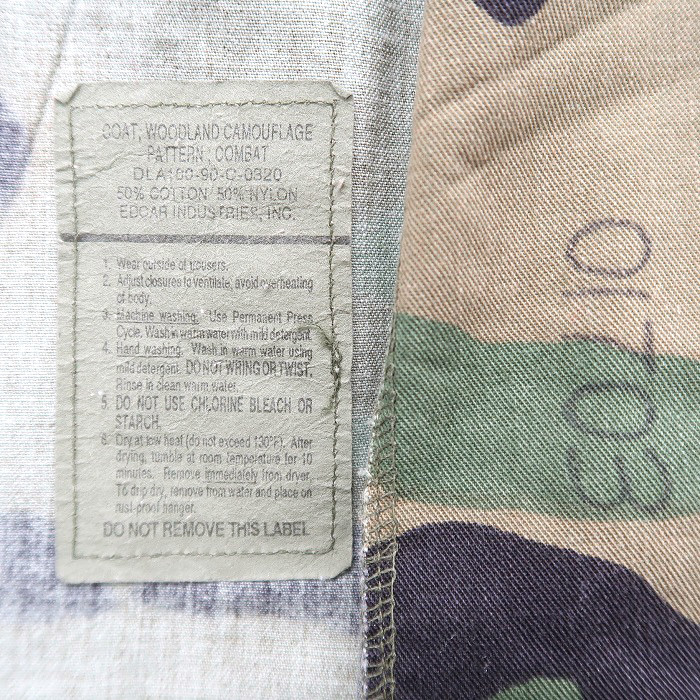 COAT, WOODLAND CAMOUFLAGE
PATTERN : COMBAT
DLA100-90-C-0320
50% COTTON/ 50% NYLON
EDCAR INDUSTRIES, INC.
1. Wear outside of trousers.
2. Adjust closures to ventilate, avoid overheating
of body.
3. Machine washing. Use Permanent Press
Cycle. Wash in warm water with mild detergent.
4. Hand washing. Wash in warm water using
mild detergent. DO NOT WRING OR TWIST.
Rinse in clean warm water.
5. DO NOT USE CHLORINE BLEACH OR
STARCH.
6. Dry at low heat (do not exceed 130°F). After
drying, tumble at room temperature for 10
minutes. Remove immediately from dryer.
To drip dry, remove from water and place on
rust-proof hanger.
DO NOT REMOVE THIS LABEL